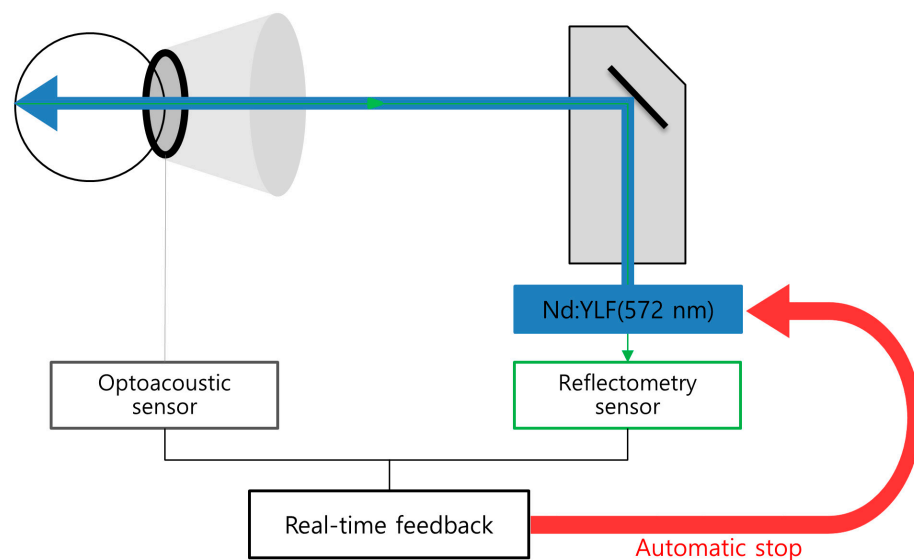 Nd:YLF(572 nm)
Optoacoustic
sensor
Reflectometry
sensor
Real-time feedback
Automatic stop